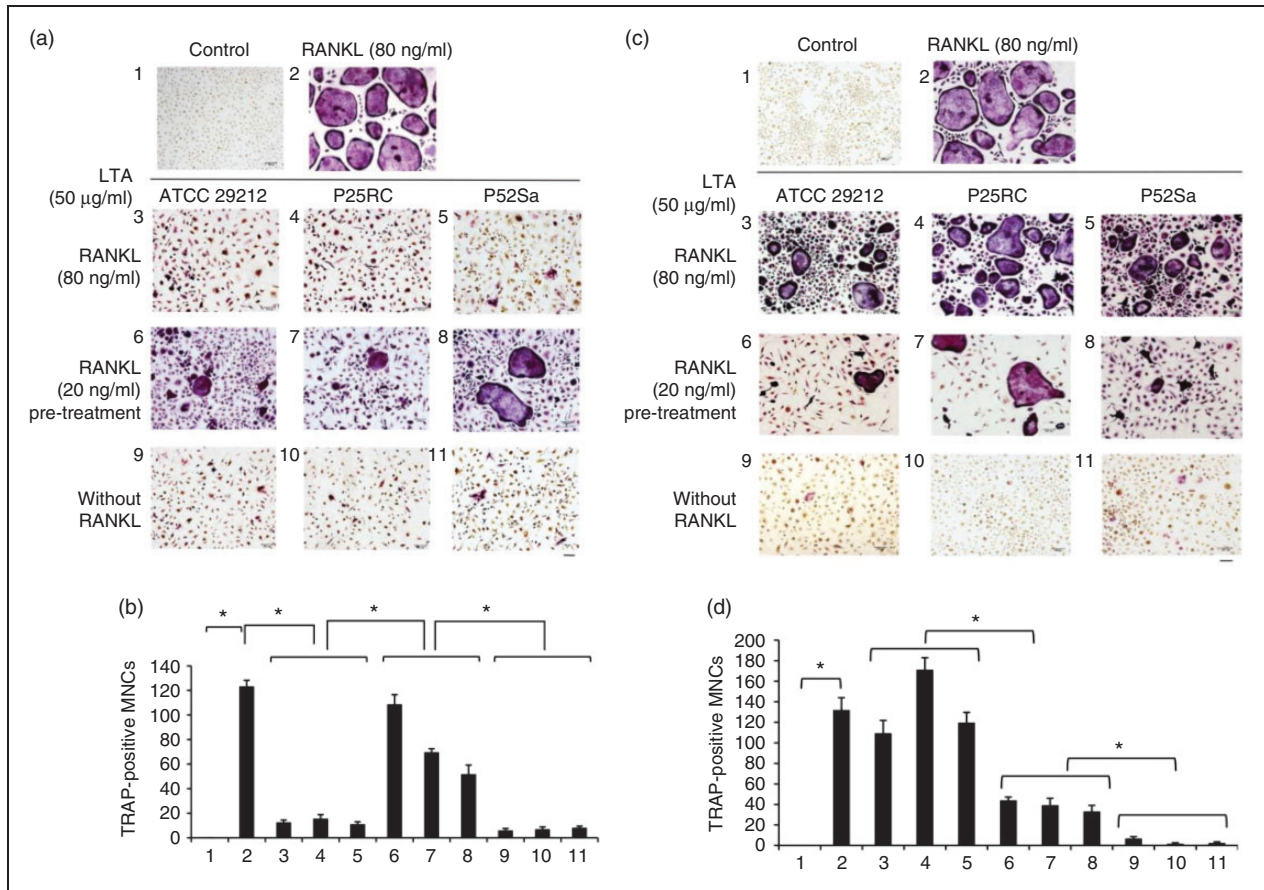 (a)
Control
RANKL (80 ng/ml)
1
2
LTA
(50 µg/ml)
ATCC 29212
P25RC
P52Sa
3
4
5
RANKL
(80 ng/ml)
6
7
8
RANKL
(20 ng/ml)
pre-treatment
9
10
11
Without
RANKL
(b)
* * * *
TRAP-positive MNCs
140
120
100
80
60
40
20
0
1 2 3 4 5 6 7 8 9 10 11
(c)
Control
RANKL (80 ng/ml)
1
2
LTA
(50 µg/ml)
ATCC 29212
P25RC
P52Sa
3
4
5
RANKL
(80 ng/ml)
6
7
8
RANKL
(20 ng/ml)
pre-treatment
9
10
11
Without
RANKL
(d)
* * *
TRAP-positive MNCs
200
180
160
140
120
100
80
60
40
20
0
1 2 3 4 5 6 7 8 9 10 11